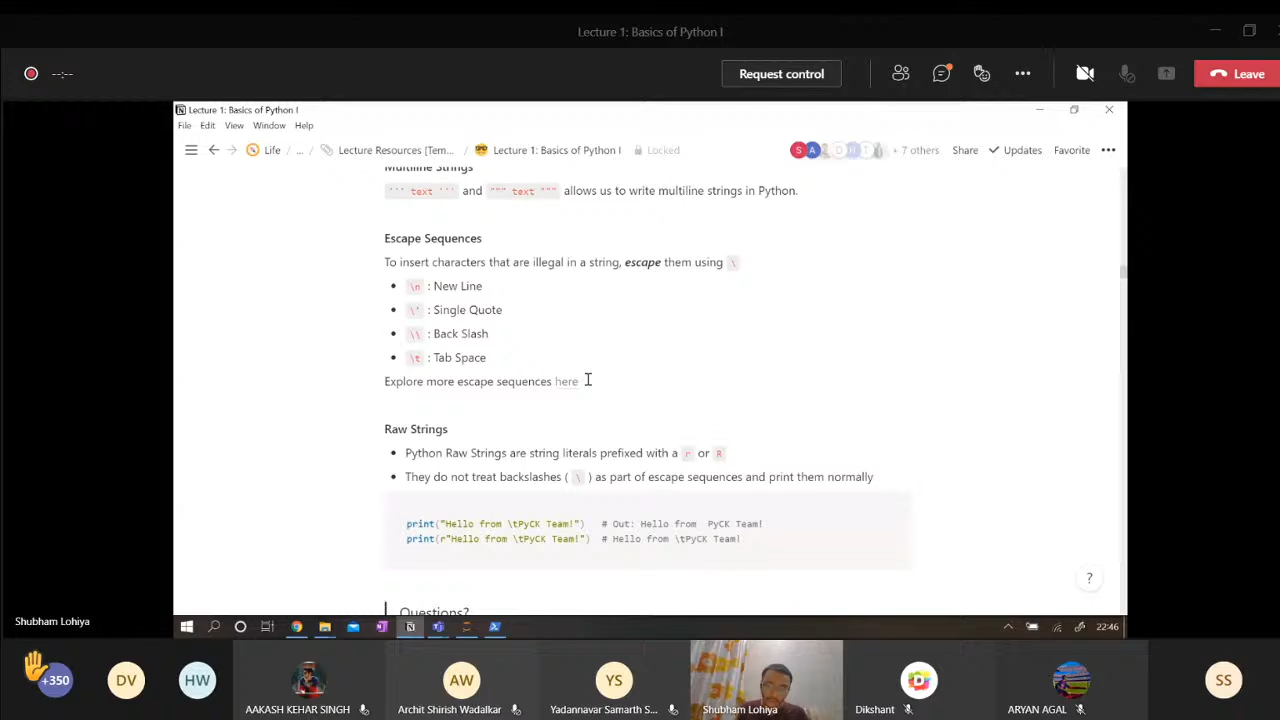 Lecture 1: Basics of Python I
--:--
Request control
Leave
Lecture 1: Basics of Python I
File Edit View Window Help
Life / ... / Lecture Resources [Tem... / Lecture 1: Basics of Python I Locked
S A D H T + 7 others Share Updates Favorite
Multiline Strings
''' text ''' and """ text """ allows us to write multiline strings in Python.
Escape Sequences
To insert characters that are illegal in a string, escape them using \
• \n : New Line
• \' : Single Quote
• \\ : Back Slash
• \t : Tab Space
Explore more escape sequences here
Raw Strings
• Python Raw Strings are string literals prefixed with a r or R
• They do not treat backslashes ( \ ) as part of escape sequences and print them normally
print("Hello from \tPyCK Team!") # Out: Hello from  PyCK Team!
print(r"Hello from \tPyCK Team!") # Hello from \tPyCK Team!
?
Questions?
Shubham Lohiya
22:46
+350
DV
HW
AAKASH KEHAR SINGH
AW
Archit Shirish Wadalkar
YS
Yadannavar Samarth S...
Shubham Lohiya
Dikshant
ARYAN AGAL
SS